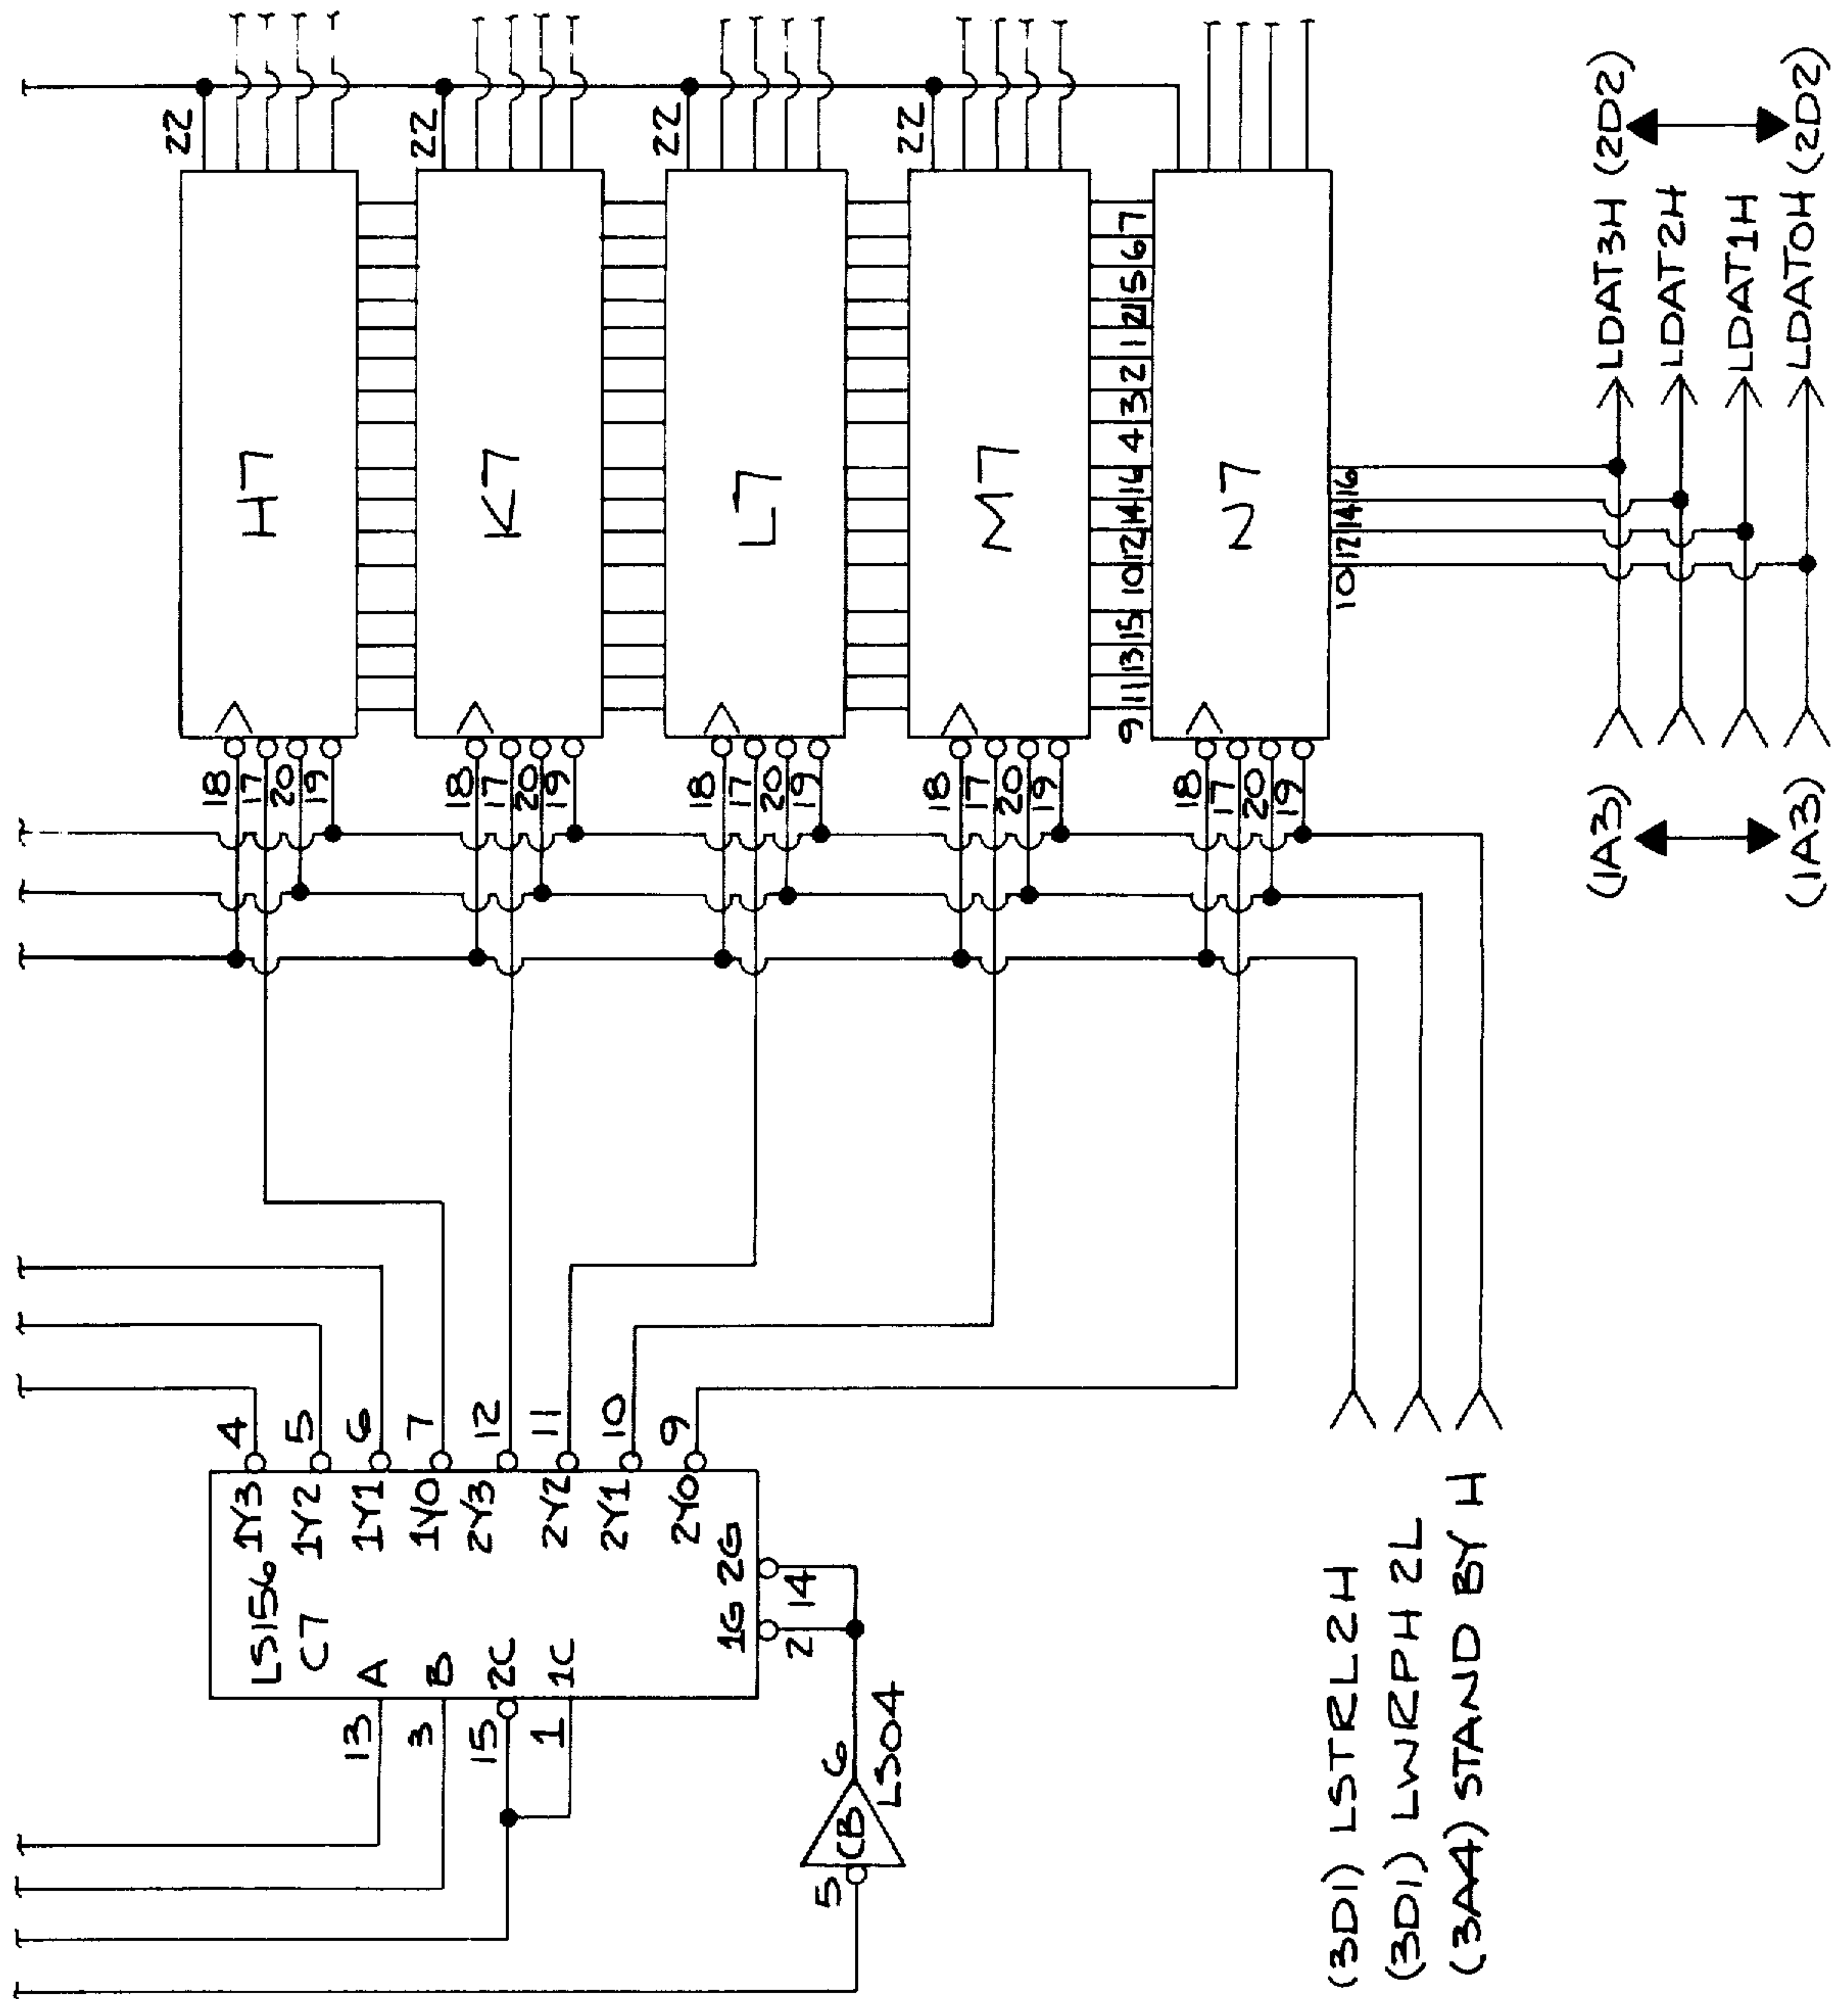 LS156
C7
13 A
3 B
15 2C
1 1C
1Y3 4
1Y2 5
1Y1 6
1Y0 7
2Y3 12
2Y2 11
2Y1 10
2Y0 9
1G 2G
2 14
5 C8 6
LS04
18
17
20
19
H7
22
18
17
20
19
K7
22
18
17
20
19
L7
22
18
17
20
19
M7
22
9 11 13 15 10 12 14 16 4 3 2 1 21 5 6 7
18
17
20
19
N7
10 12 14 16
(3D1) LSTRL2H
(3D1) LWRPH 2L
(3A4) STAND BY H
(1A3) LDAT3H (2D2)
LDAT2H
LDAT1H
(1A3) LDAT0H (2D2)